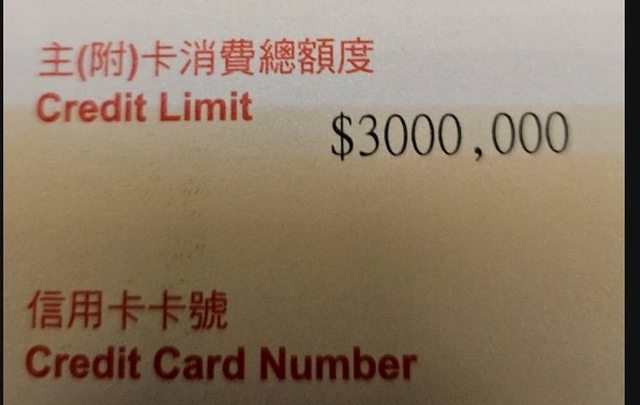 主(附)卡消費總額度
Credit Limit
$3000,000
信用卡卡號
Credit Card Number